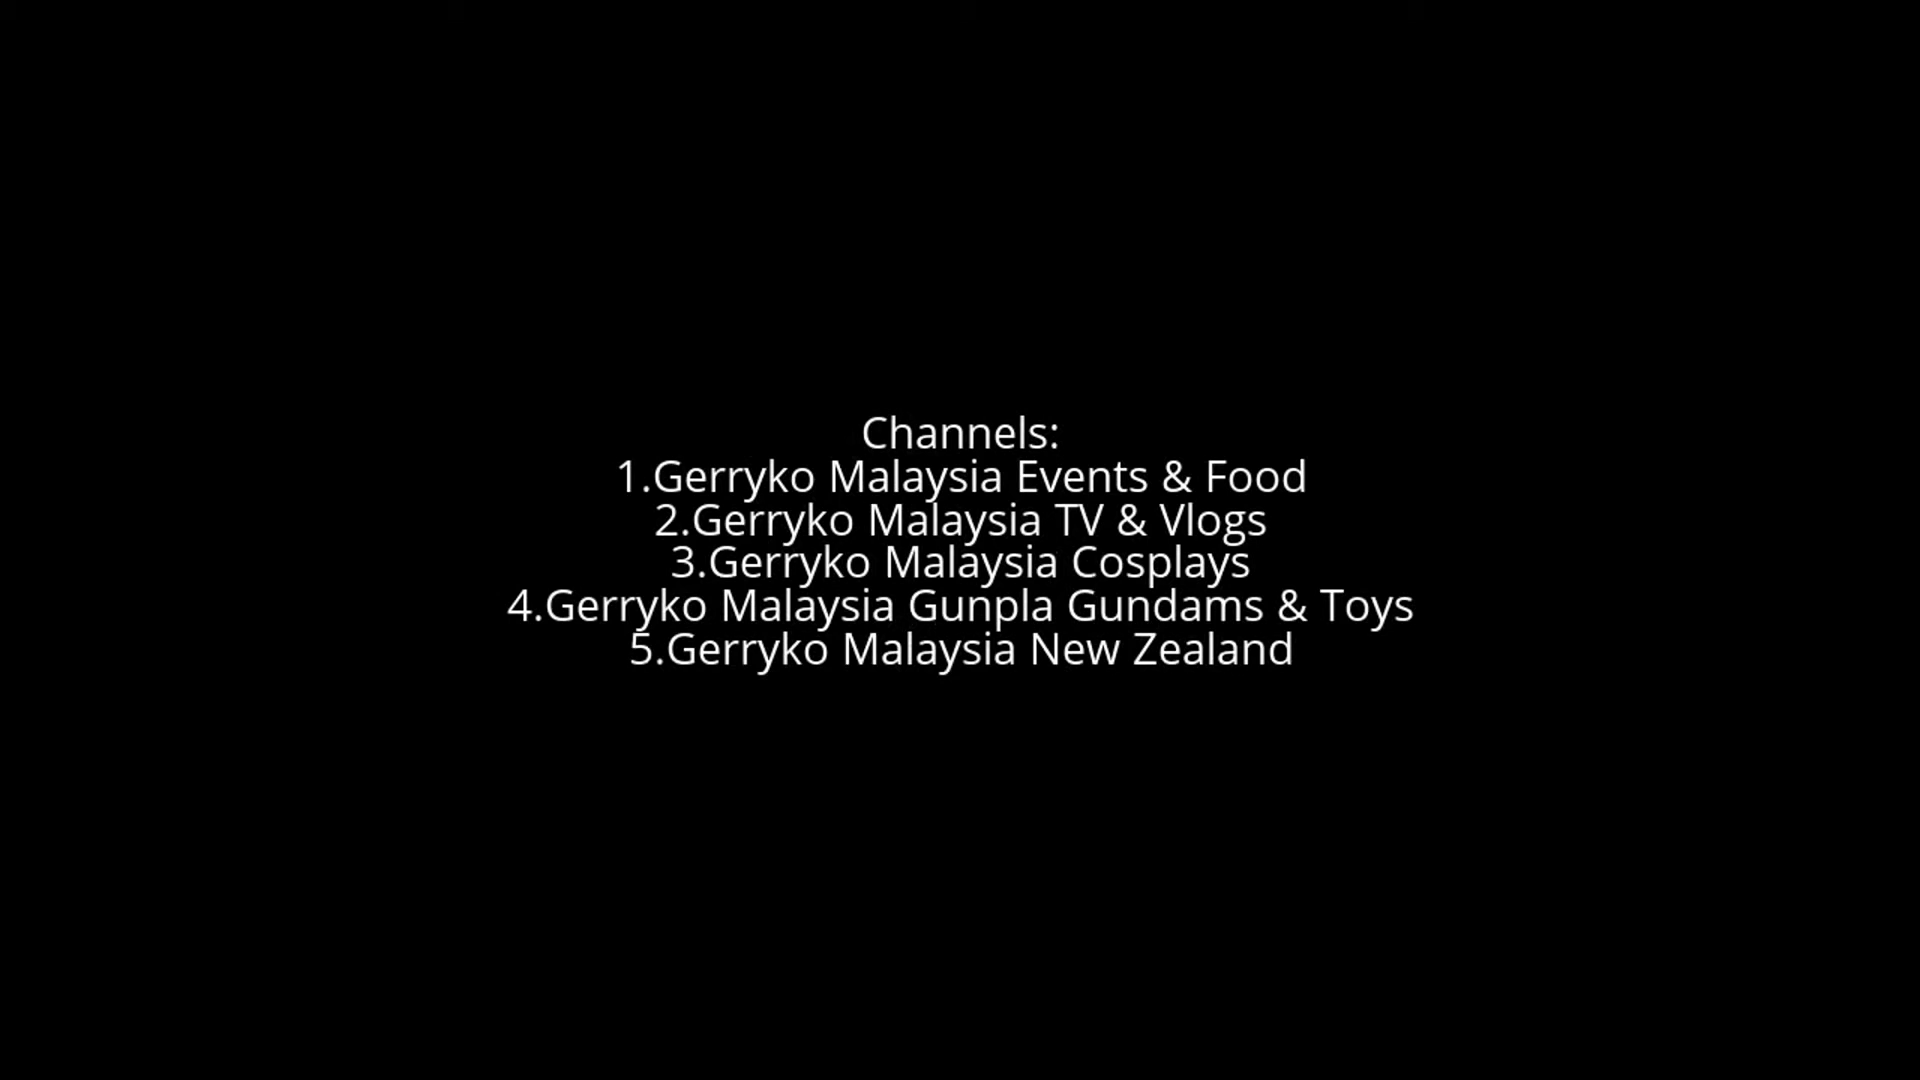 Channels:
1.Gerryko Malaysia Events & Food
2.Gerryko Malaysia TV & Vlogs
3.Gerryko Malaysia Cosplays
4.Gerryko Malaysia Gunpla Gundams & Toys
5.Gerryko Malaysia New Zealand